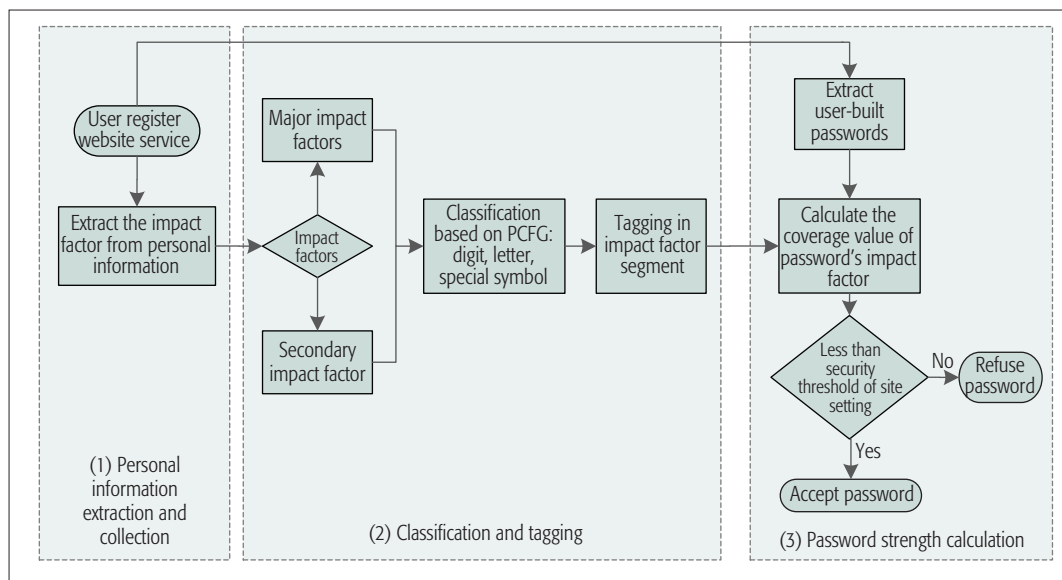 User register
website service
Extract the impact
factor from personal
information
(1) Personal
information
extraction and
collection
Major impact
factors
Impact
factors
Secondary
impact factor
Classification
based on PCFG:
digit, letter,
special symbol
Tagging in
impact factor
segment
(2) Classification and tagging
Extract
user-built
passwords
Calculate the
coverage value of
password's impact
factor
Less than
security
threshold of site
setting
No
Refuse
password
Yes
Accept password
(3) Password strength calculation